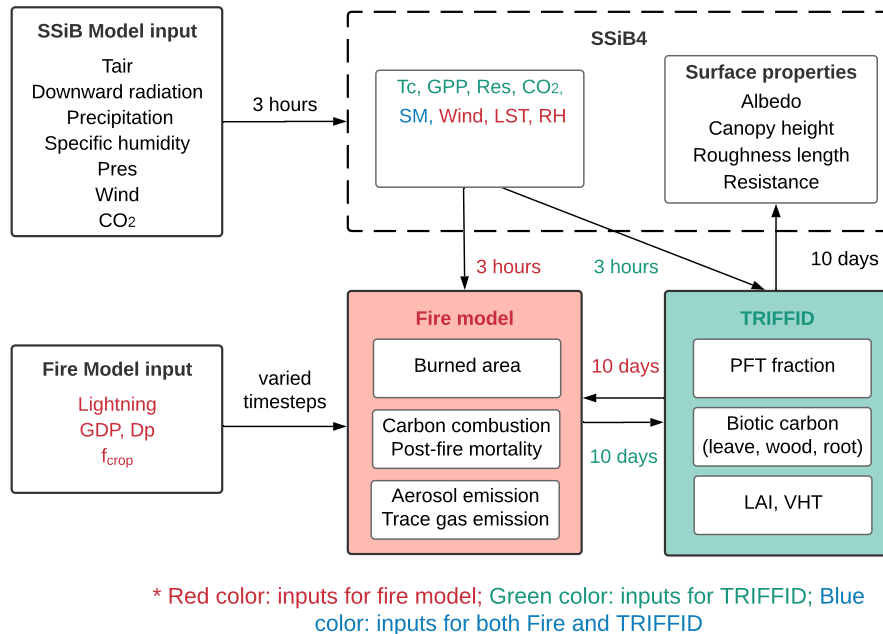 SSiB Model input
Tair
Downward radiation
Precipitation
Specific humidity
Pres
Wind
CO2
3 hours
SSiB4
Tc, GPP, Res, CO2,
SM, Wind, LST, RH
Surface properties
Albedo
Canopy height
Roughness length
Resistance
3 hours
3 hours
10 days
Fire Model input
Lightning
GDP, Dp
fcrop
varied
timesteps
Fire model
Burned area
Carbon combustion
Post-fire mortality
Aerosol emission
Trace gas emission
10 days
10 days
TRIFFID
PFT fraction
Biotic carbon
(leave, wood, root)
LAI, VHT
* Red color: inputs for fire model; Green color: inputs for TRIFFID; Blue
color: inputs for both Fire and TRIFFID